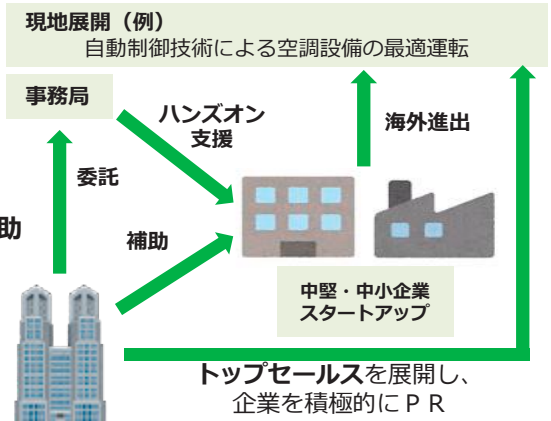 現地展開（例）
自動制御技術による空調設備の最適運転
事務局
ハンズオン
支援
海外進出
委託
助
補助
中堅・中小企業
スタートアップ
トップセールスを展開し、
企業を積極的にＰＲ